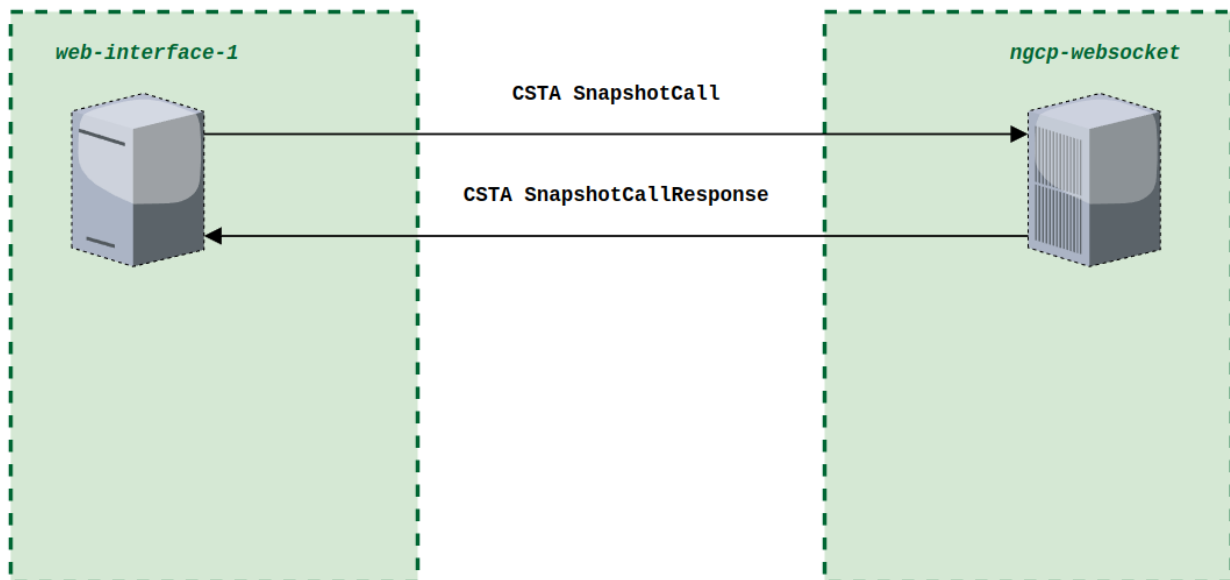 web-interface-1
ngcp-websocket
CSTA SnapshotCall
CSTA SnapshotCallResponse